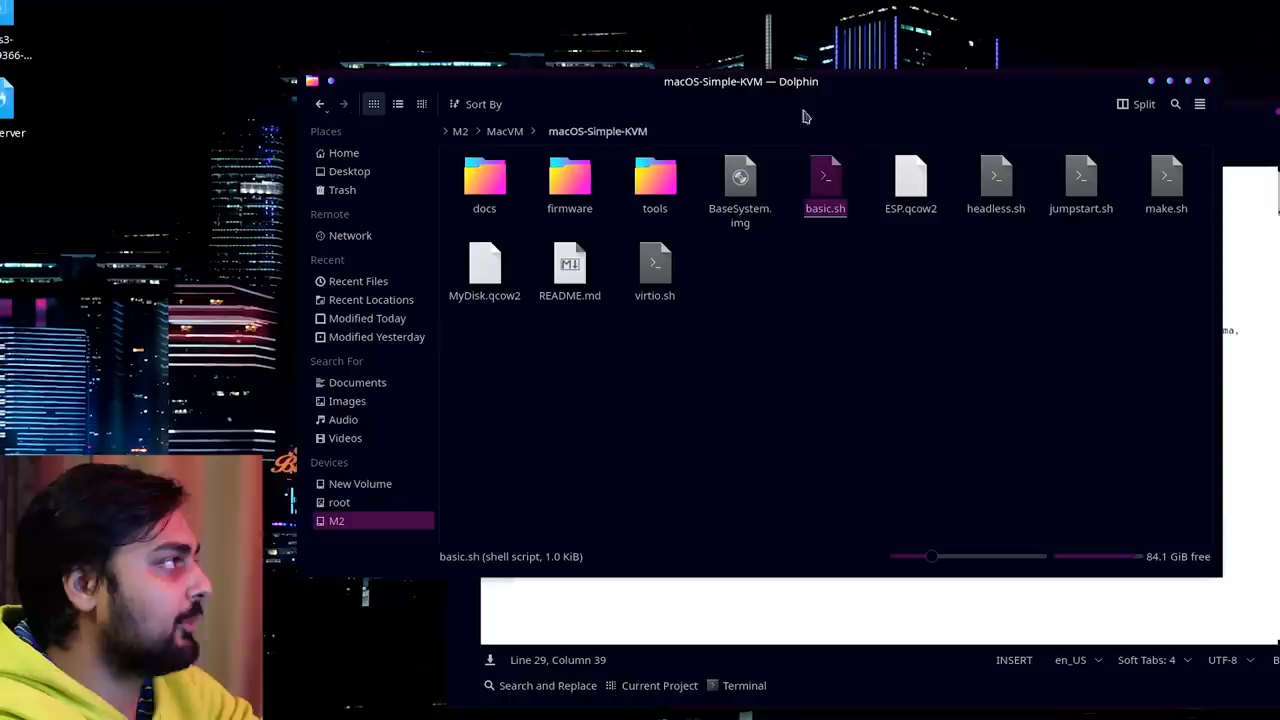 s3-
9366-...
erver
macOS-Simple-KVM — Dolphin
Sort By
Split
Places
Home
Desktop
Trash
Remote
Network
Recent
Recent Files
Recent Locations
Modified Today
Modified Yesterday
Search For
Documents
Images
Audio
Videos
Devices
New Volume
root
M2
M2 MacVM macOS-Simple-KVM
docs
firmware
tools
BaseSystem.
img
basic.sh
ESP.qcow2
headless.sh
jumpstart.sh
make.sh
MyDisk.qcow2
README.md
virtio.sh
basic.sh (shell script, 1.0 KiB)
84.1 GiB free
ma,
Line 29, Column 39
INSERT
en_US
Soft Tabs: 4
UTF-8
B
Search and Replace
Current Project
Terminal